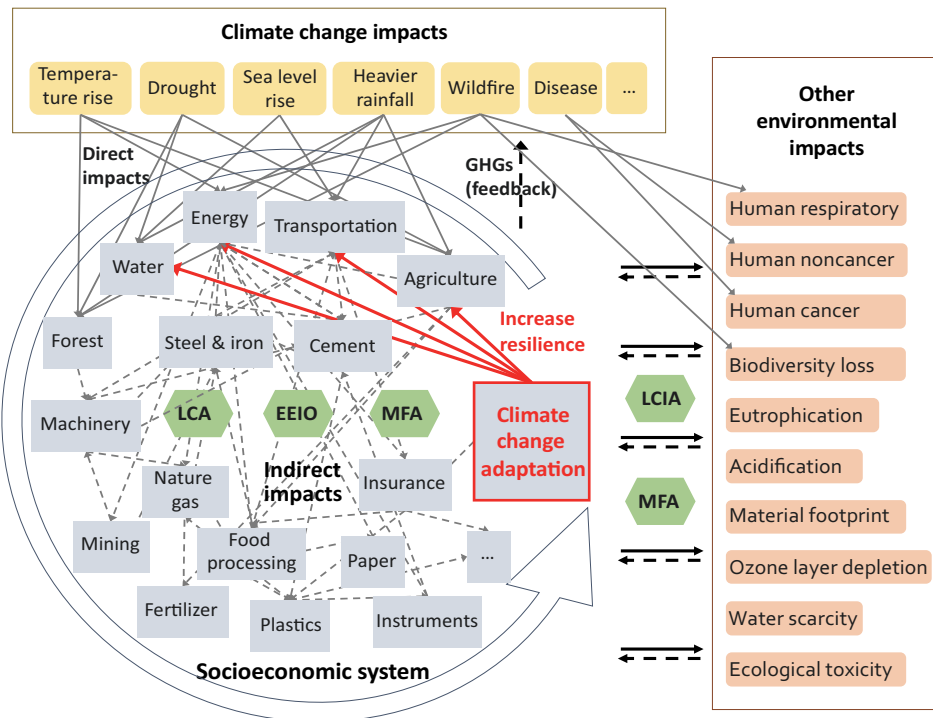 Climate change impacts
Tempera-
ture rise
Drought
Sea level
rise
Heavier
rainfall
Wildfire
Disease
...
Other
environmental
impacts
Direct
impacts
GHGs
(feedback)
Energy
Transportation
Water
Agriculture
Human respiratory
Human noncancer
Human cancer
Biodiversity loss
Eutrophication
Acidification
Material footprint
Ozone layer depletion
Water scarcity
Ecological toxicity
Increase
resilience
Forest
Steel & iron
Cement
LCA
EEIO
MFA
LCIA
MFA
Climate
change
adaptation
Machinery
Nature
gas
Indirect
impacts
Insurance
Mining
Food
processing
Paper
...
Fertilizer
Plastics
Instruments
Socioeconomic system